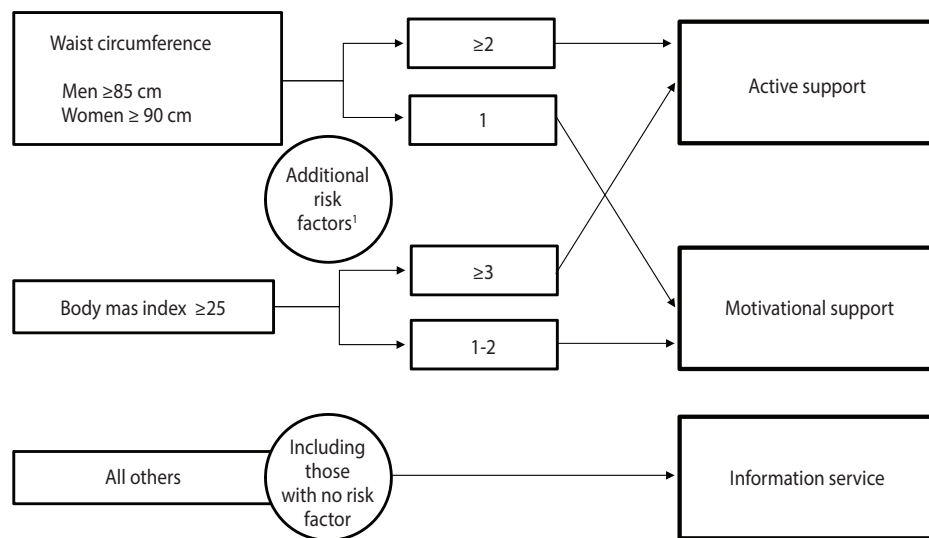 Waist circumference
Men ≥85 cm
Women ≥ 90 cm
≥2
1
Active support
Additional
risk
factors¹
Body mas index ≥25
≥3
1-2
Motivational support
All others
Including
those
with no risk
factor
Information service